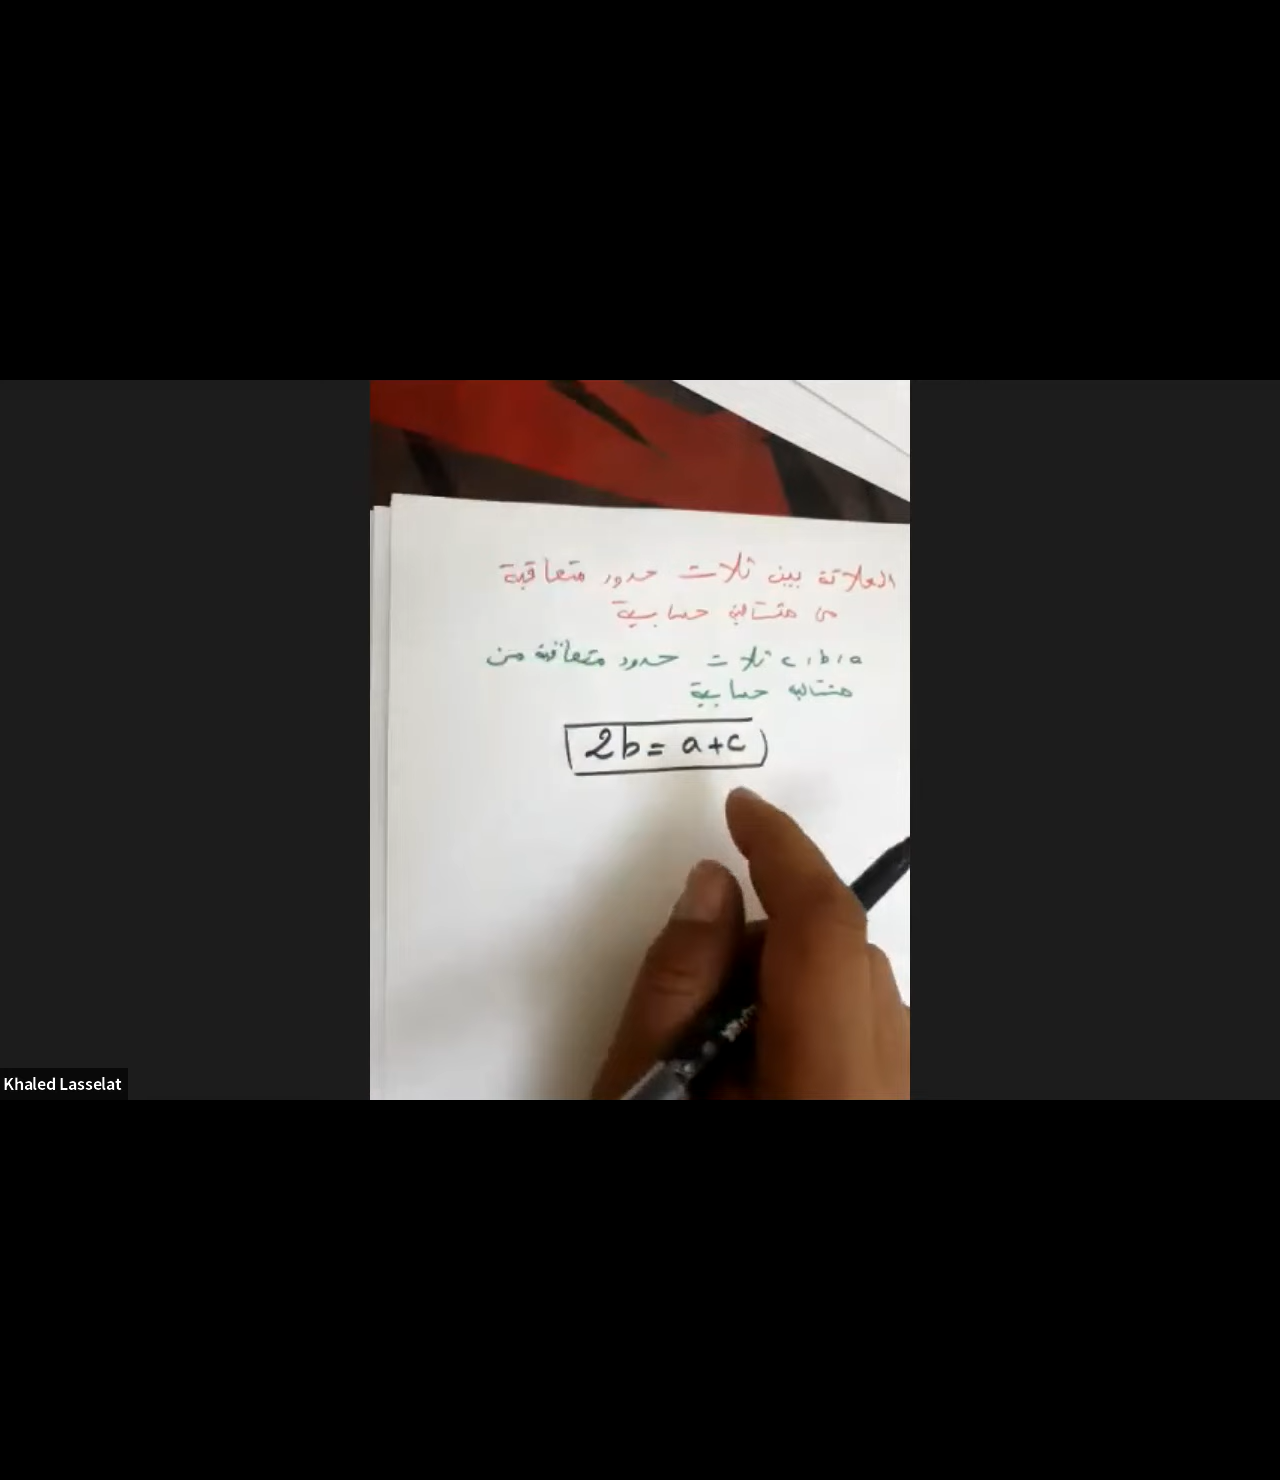 العلاقة بين ثلاث حدود متعاقبة
من متتالية حسابية
c ، b ، a ثلاث حدود متعاقبة من
متتالية حسابية
2b = a+c
Khaled Lasselat